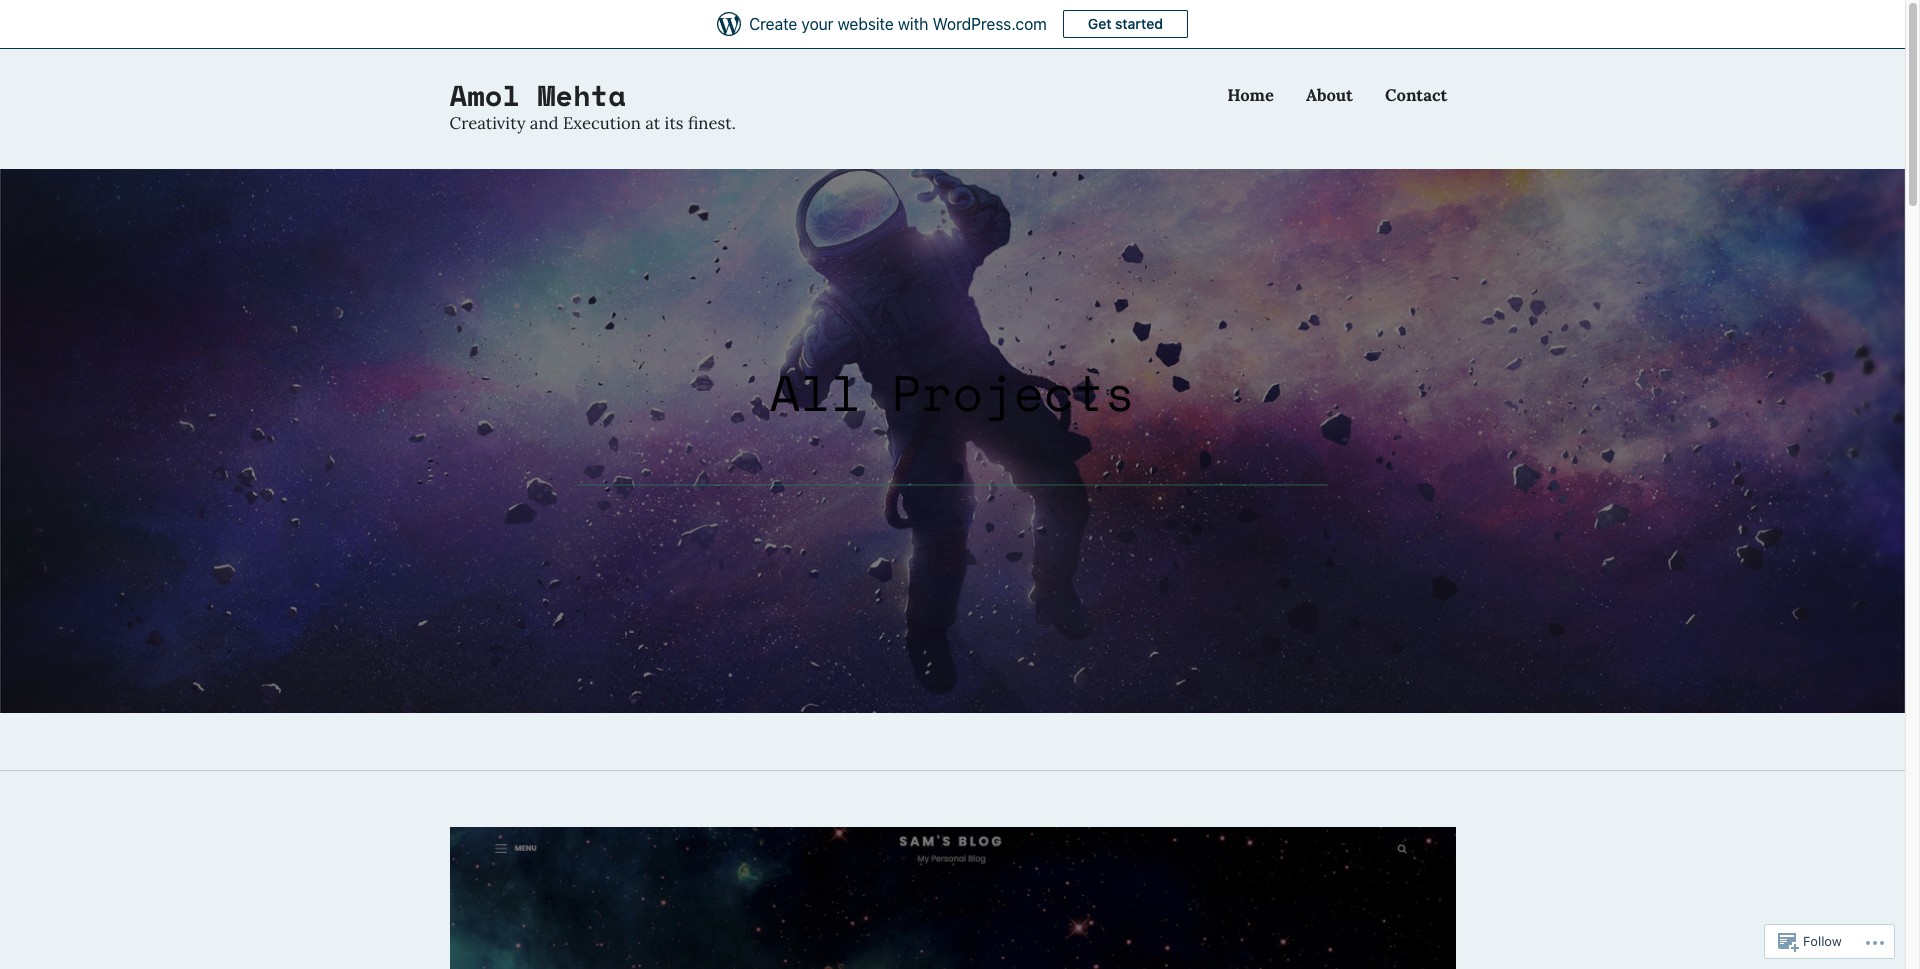 Create your website with WordPress.com
Get started
Amol Mehta
Creativity and Execution at its finest.
Home
About
Contact
All Projects
MENU
SAM'S BLOG
My Personal Blog
Follow